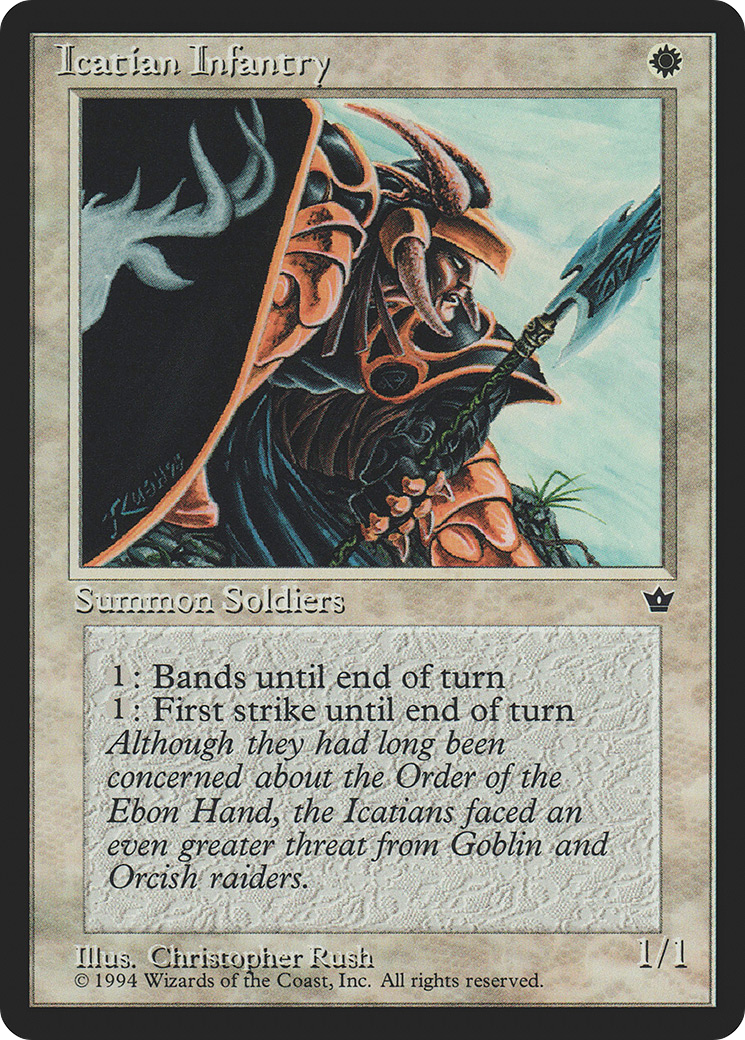 Icatian Infantry
Rush 93
Summon Soldiers
1: Bands until end of turn
1: First strike until end of turn
Although they had long been
concerned about the Order of the
Ebon Hand, the Icatians faced an
even greater threat from Goblin and
Orcish raiders.
Illus. Christopher Rush
1/1
© 1994 Wizards of the Coast, Inc. All rights reserved.